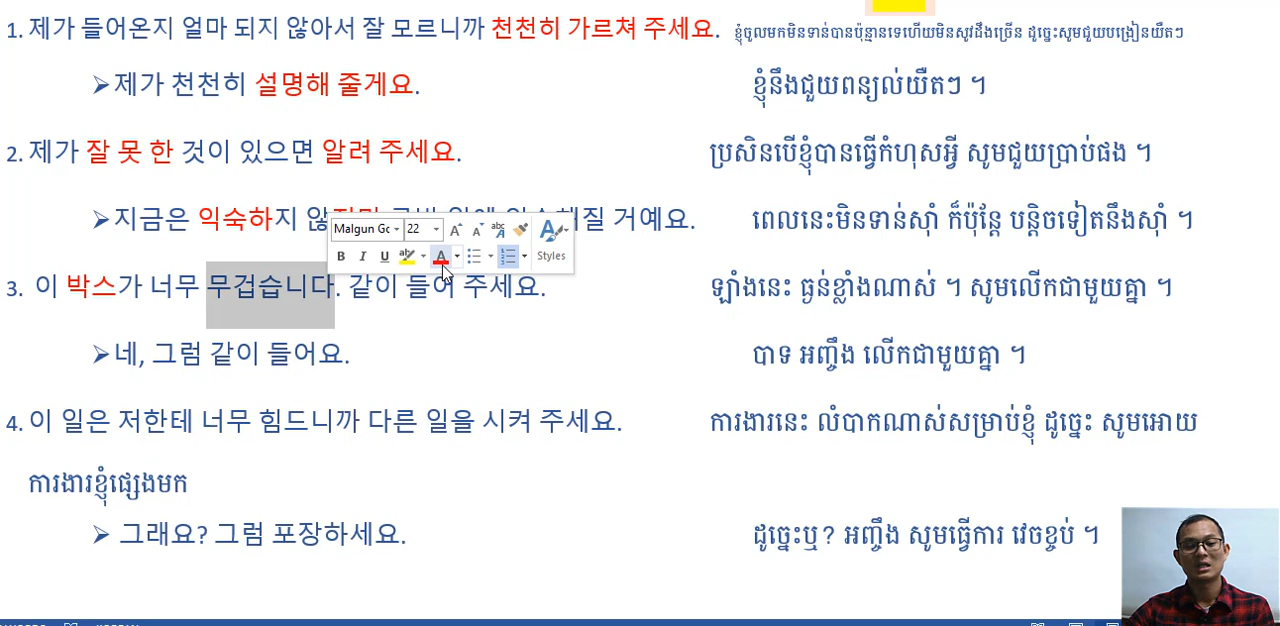 1. 제가 들어온지 얼마 되지 않아서 잘 모르니까 천천히 가르쳐 주세요. ខ្ញុំចូលមកមិនទាន់បានប៉ុន្មានទេហើយមិនសូវដឹងច្រើន ដូច្នេះសូមជួយបង្រៀនយឺតៗ
➢제가 천천히 설명해 줄게요. ខ្ញុំនឹងជួយពន្យល់យឺតៗ ។
2. 제가 잘 못 한 것이 있으면 알려 주세요. ប្រសិនបើខ្ញុំបានធ្វើកំហុសអ្វី សូមជួយប្រាប់ផង ។
➢지금은 익숙하지 않 거예요. ពេលនេះមិនទាន់ស៊ាំ ក៏ប៉ុន្តែ បន្តិចទៀតនឹងស៊ាំ ។
Malgun Gc 22
B I U A Styles
3. 이 박스가 너무 무겁습니다. 같이 들어 주세요. ឡាំងនេះ ធ្ងន់ខ្លាំងណាស់ ។ សូមលើកជាមួយគ្នា ។
➢네, 그럼 같이 들어요. បាទ អញ្ចឹង លើកជាមួយគ្នា ។
4. 이 일은 저한테 너무 힘드니까 다른 일을 시켜 주세요. ការងារនេះ លំបាកណាស់សម្រាប់ខ្ញុំ ដូច្នេះ សូមអោយ
ការងារខ្ញុំផ្សេងមក
➢ 그래요? 그럼 포장하세요. ដូច្នេះឬ? អញ្ចឹង សូមធ្វើការ វេចខ្ចប់ ។